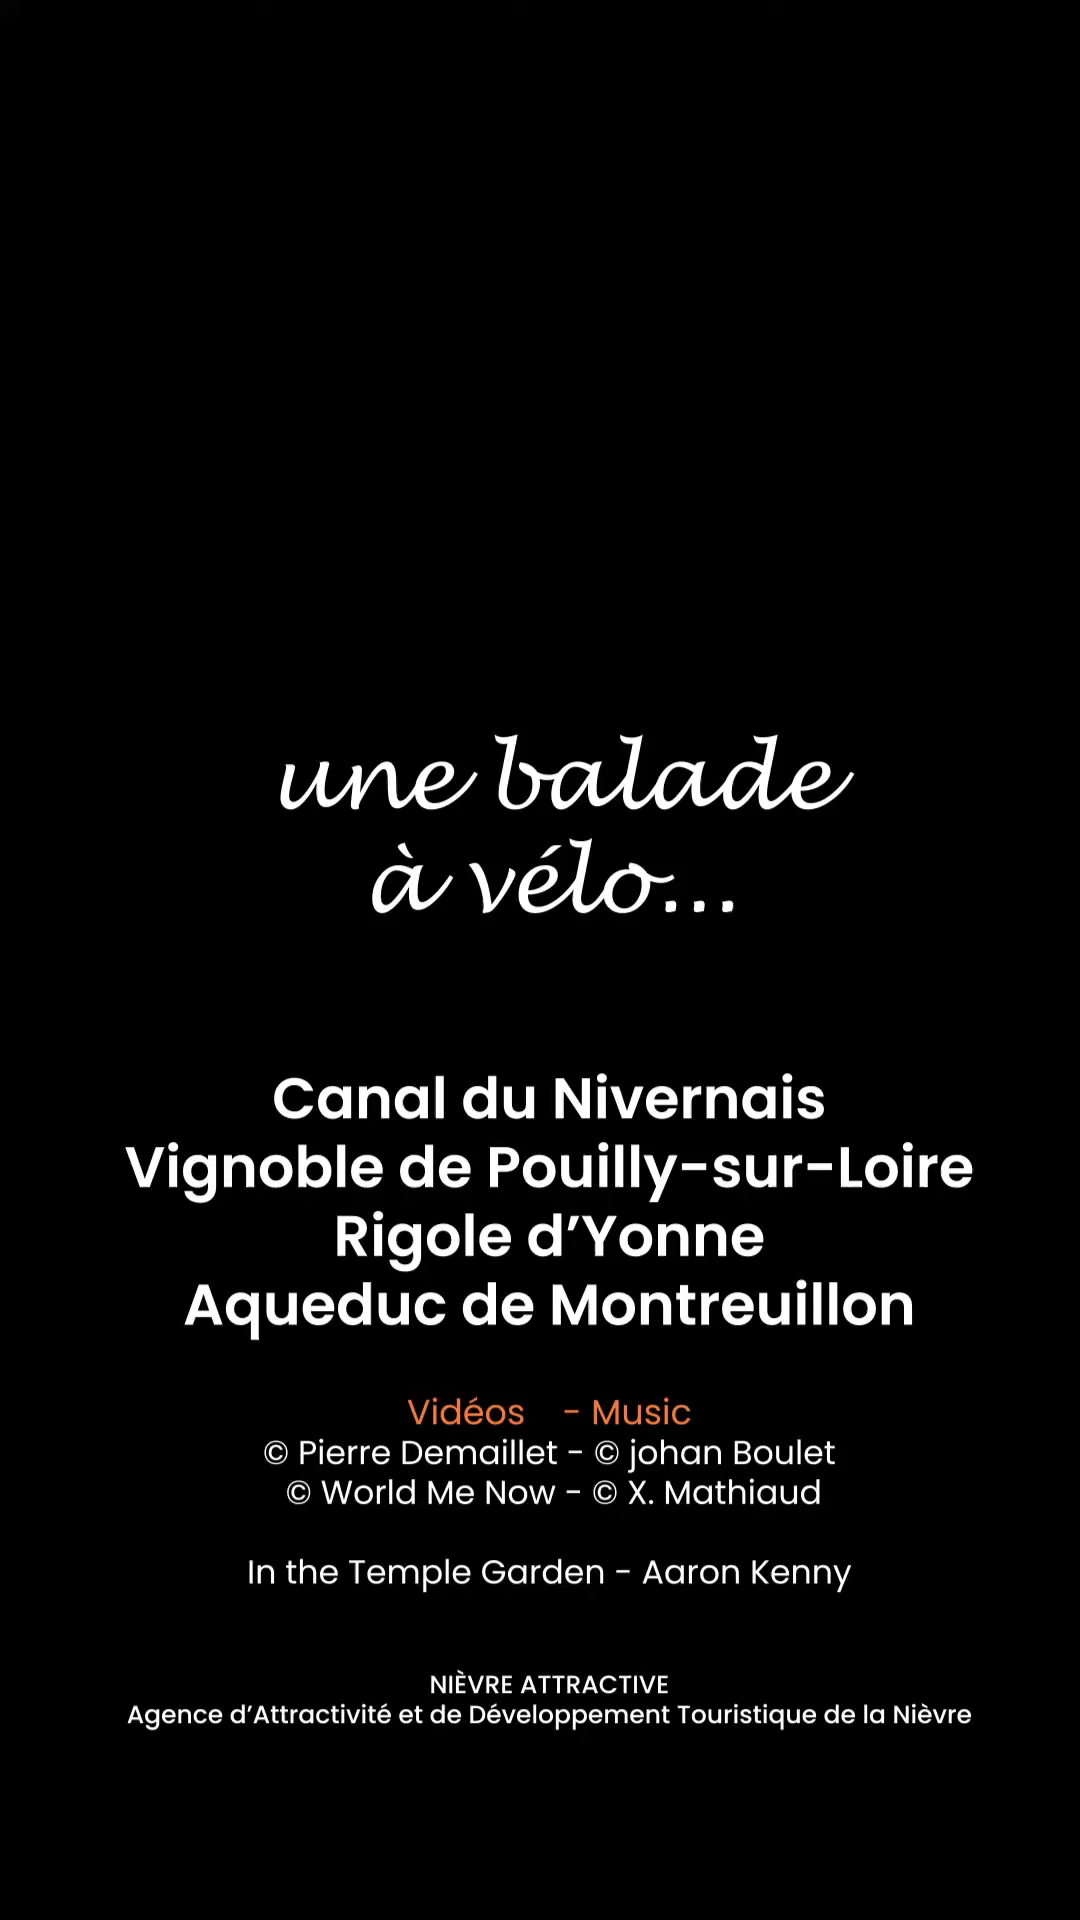 une balade
à vélo...
Canal du Nivernais
Vignoble de Pouilly-sur-Loire
Rigole d’Yonne
Aqueduc de Montreuillon
Vidéos - Music
© Pierre Demaillet - © johan Boulet
© World Me Now - © X. Mathiaud
In the Temple Garden - Aaron Kenny
NIÈVRE ATTRACTIVE
Agence d’Attractivité et de Développement Touristique de la Nièvre